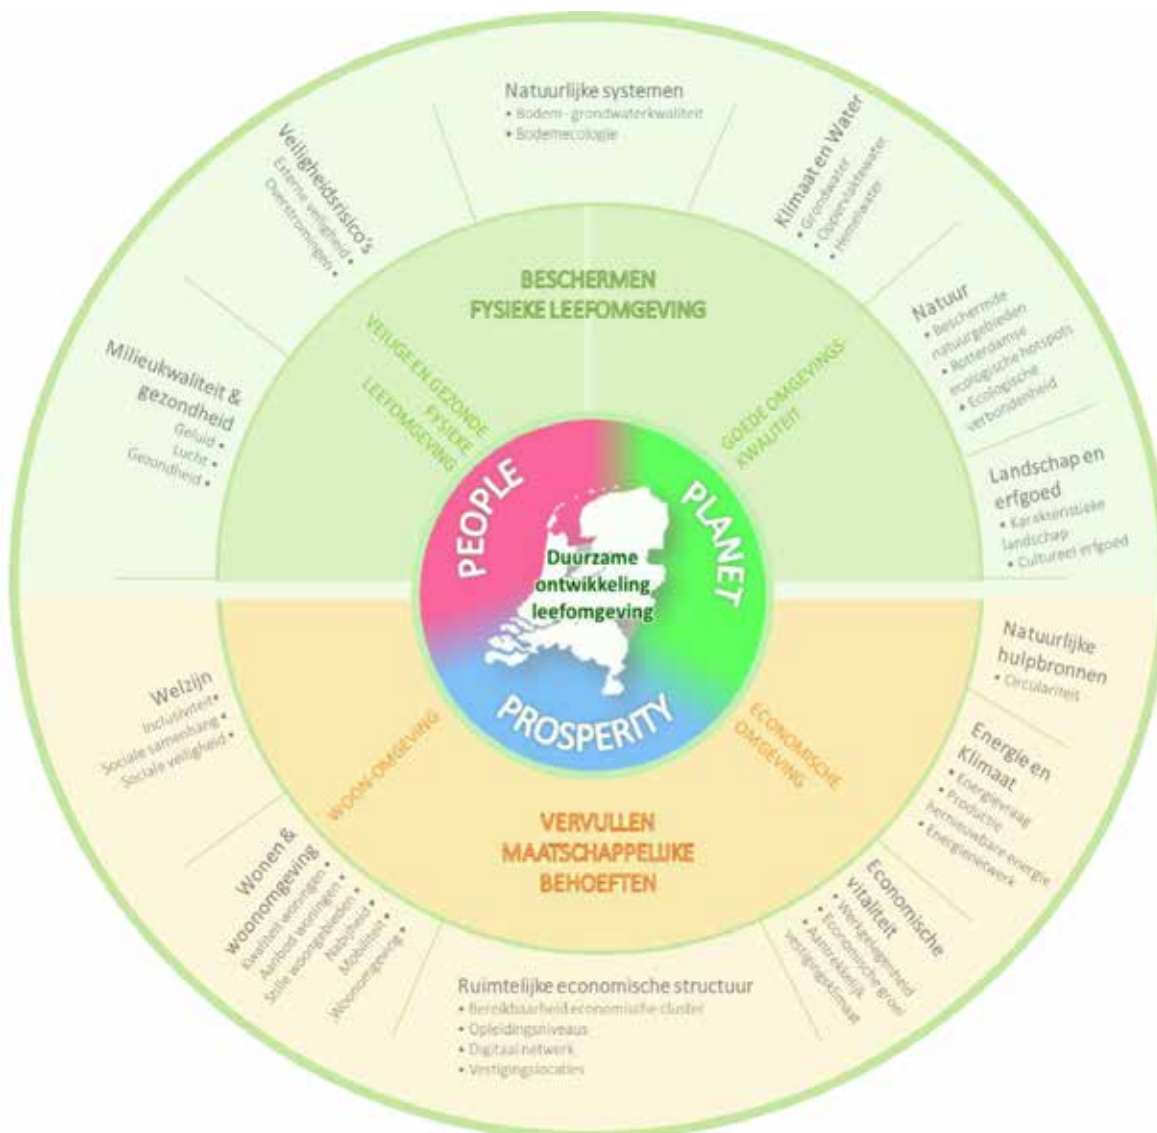 Natuurlijke systemen
• Bodem- grondwaterkwaliteit
• Bodemecologie
Klimaat en Water
• Grondwater
• Oppervlaktewater
• Hemelwater
Natuur
• Beschermde
natuurgebieden
• Rotterdamse
ecologische hotspots
• Ecologische
verbondenheid
Landschap en
erfgoed
• Karakteristieke
landschap
• Cultureel erfgoed
Natuurlijke
hulpbronnen
• Circulariteit
Energie en
Klimaat
• Energievraag
• Productie
hernieuwbare energie
• Energienetwerk
Economische
vitaliteit
• Werkgelegenheid
• Economische groei
• Aantrekkelijk
vestigingsklimaat
Ruimtelijke economische structuur
• Bereikbaarheid economische cluster
• Opleidingsniveaus
• Digitaal netwerk
• Vestigingslocaties
Wonen &
woonomgeving
Kwaliteit woningen •
Aanbod woningen •
Stille woongebieden •
Nabijheid •
Mobiliteit •
Woonomgeving •
Welzijn
Inclusiviteit •
Sociale samenhang •
Sociale veiligheid •
Milieukwaliteit &
gezondheid
Geluid •
Lucht •
Gezondheid •
Veiligheidsrisico's
Externe veiligheid •
Overstromingen •
BESCHERMEN
FYSIEKE LEEFOMGEVING
VEILIGE EN GEZONDE
FYSIEKE
LEEFOMGEVING
GOEDE OMGEVINGS-
KWALITEIT
PEOPLE
PLANET
PROSPERITY
Duurzame
ontwikkeling
leefomgeving
WOON-OMGEVING
ECONOMISCHE
OMGEVING
VERVULLEN
MAATSCHAPPELIJKE
BEHOEFTEN